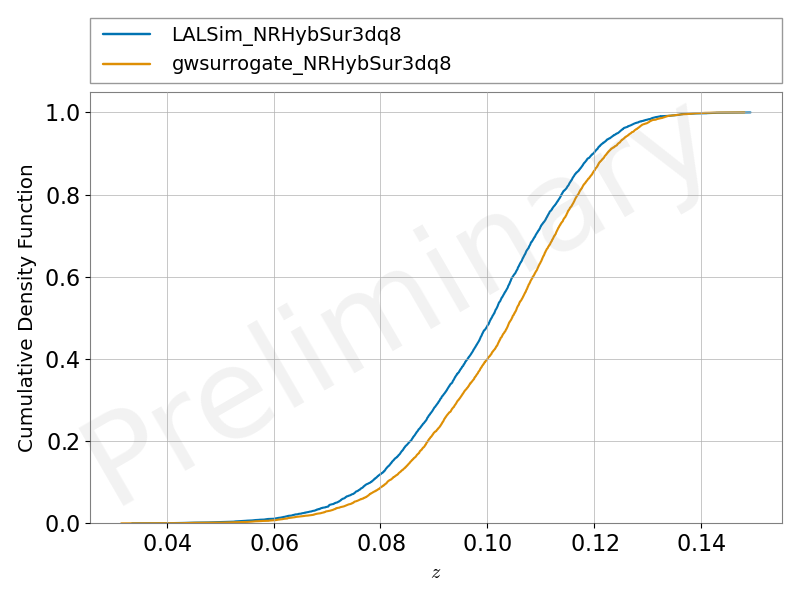 LALSim_NRHybSur3dq8
gwsurrogate_NRHybSur3dq8
1.0
0.8
0.6
0.4
0.2
0.0
Cumulative Density Function
Preliminary
0.04 0.06 0.08 0.10 0.12 0.14
z